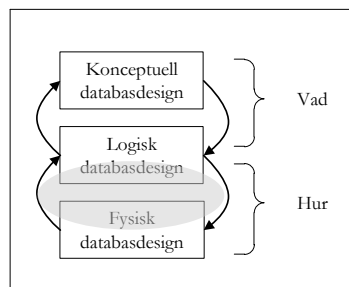 Konceptuell
databasdesign
Vad
Logisk
databasdesign
Hur
Fysisk
databasdesign